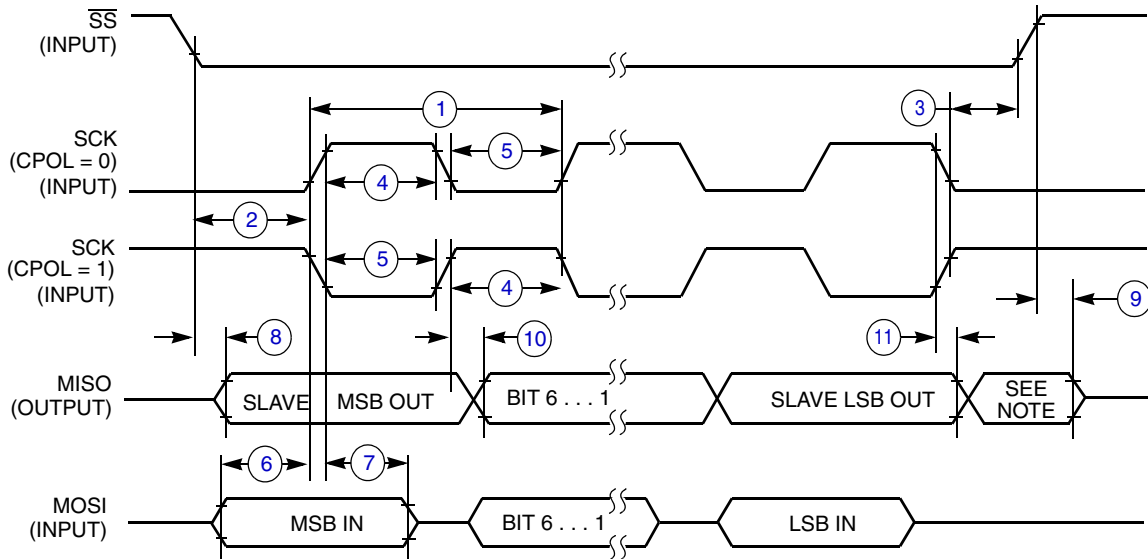 SS
(INPUT)
1
3
SCK
(CPOL = 0)
(INPUT)
5
4
2
SCK
(CPOL = 1)
(INPUT)
5
4
9
8
10
11
MISO
(OUTPUT)
SLAVE
MSB OUT
BIT 6 . . . 1
SLAVE LSB OUT
SEE
NOTE
6
7
MOSI
(INPUT)
MSB IN
BIT 6 . . . 1
LSB IN